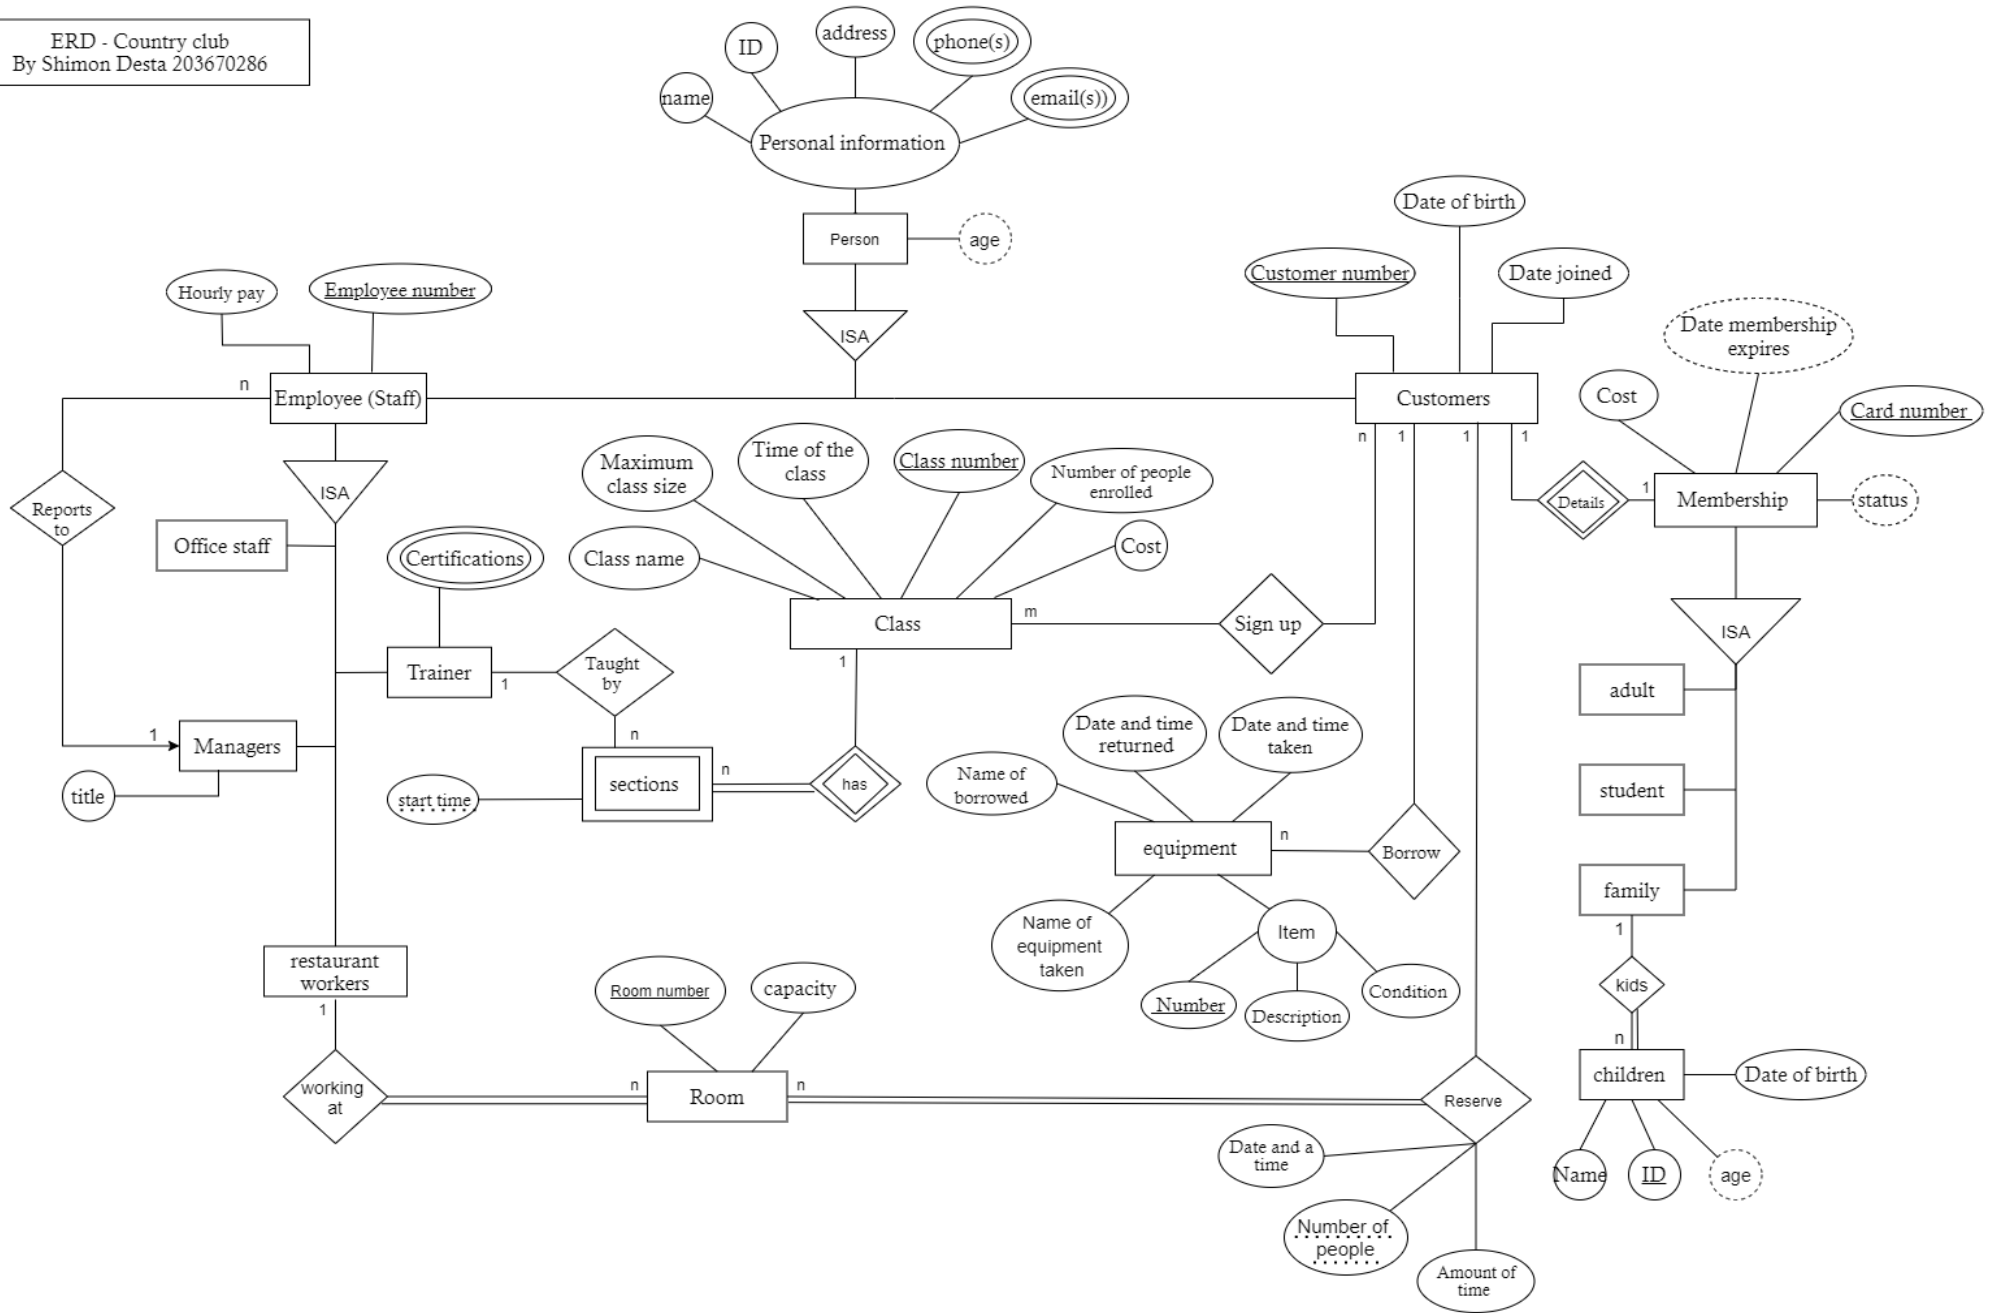 ERD - Country club
By Shimon Desta 203670286
ID
address
phone(s)
name
email(s))
Personal information
Person
age
ISA
Hourly pay
Employee number
n
Employee (Staff)
Date of birth
Customer number
Date joined
Customers
n
1
1
1
Date membership
expires
Cost
Card number
Details
1
Membership
status
ISA
adult
student
family
1
kids
n
children
Date of birth
Name
ID
age
Reports
to
ISA
Office staff
Certifications
Trainer
1
Taught
by
n
1
Managers
title
start time
sections
n
has
1
Maximum
class size
Time of the
class
Class number
Number of people
enrolled
Class name
Cost
Class
m
Sign up
Date and time
returned
Date and time
taken
Name of
borrowed
equipment
n
Borrow
Name of
equipment
taken
Item
Number
Description
Condition
restaurant
workers
1
working
at
n
Room number
capacity
Room
n
Reserve
Date and a
time
Number of
people
Amount of
time